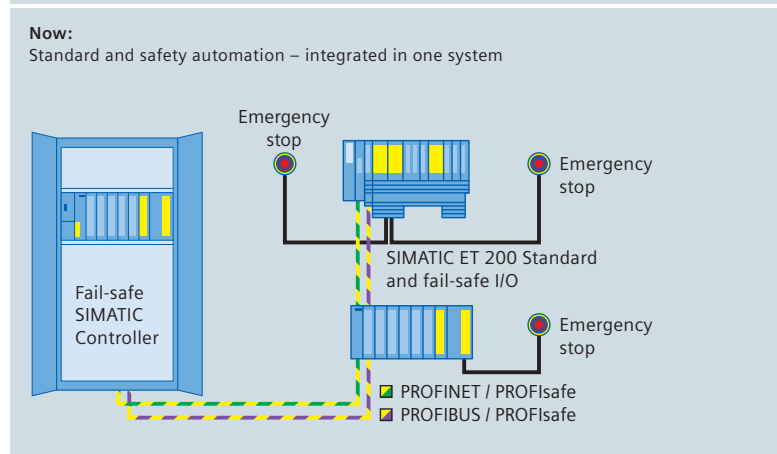 Now:
Standard and safety automation – integrated in one system
Emergency
stop
Emergency
stop
SIMATIC ET 200 Standard
and fail-safe I/O
Fail-safe
SIMATIC
Controller
Emergency
stop
PROFINET / PROFIsafe
PROFIBUS / PROFIsafe